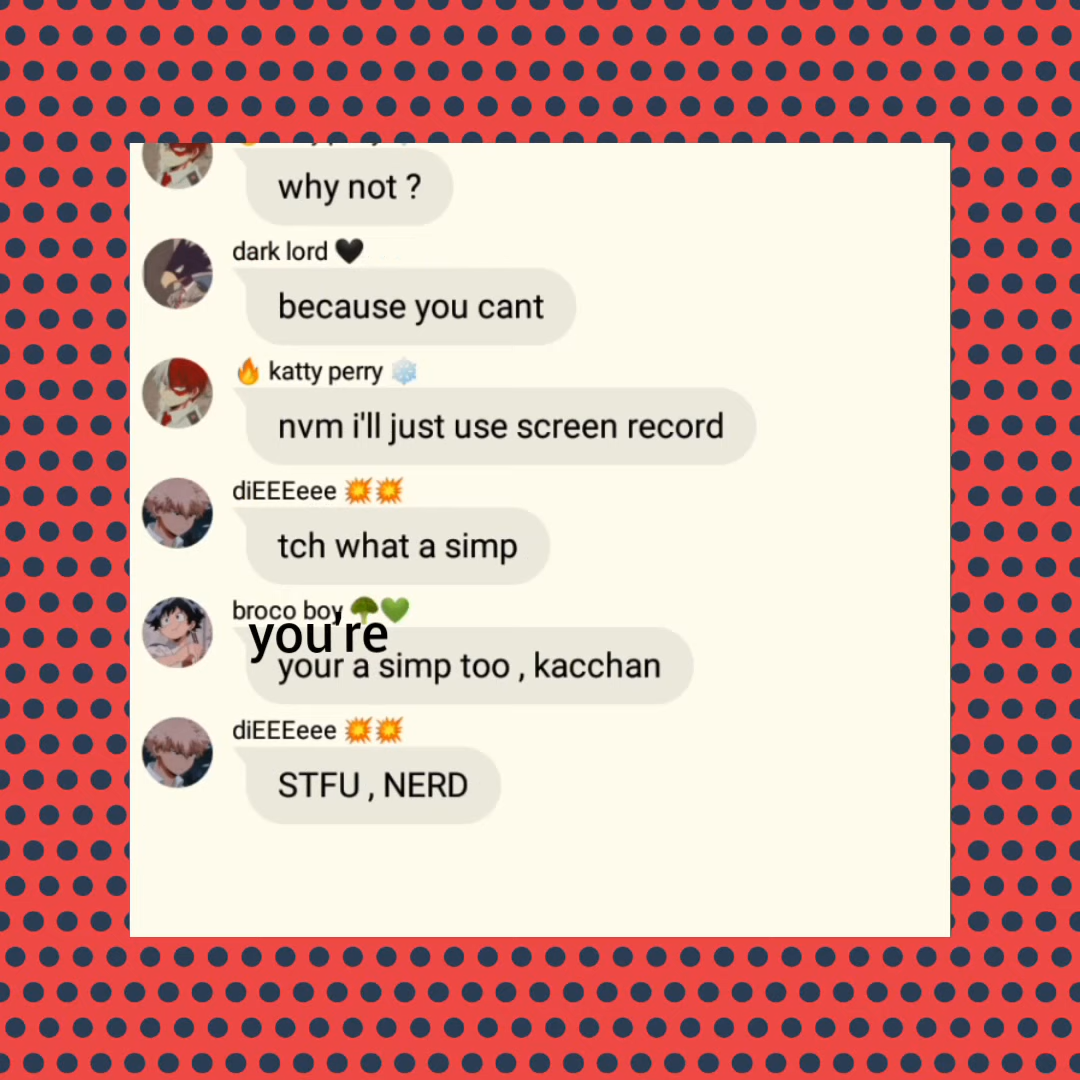 why not ?
dark lord 🖤
because you cant
🔥 katty perry ❄️
nvm i'll just use screen record
diEEEeee 💥💥
tch what a simp
broco boy 🥦💚
you're
your a simp too , kacchan
diEEEeee 💥💥
STFU , NERD